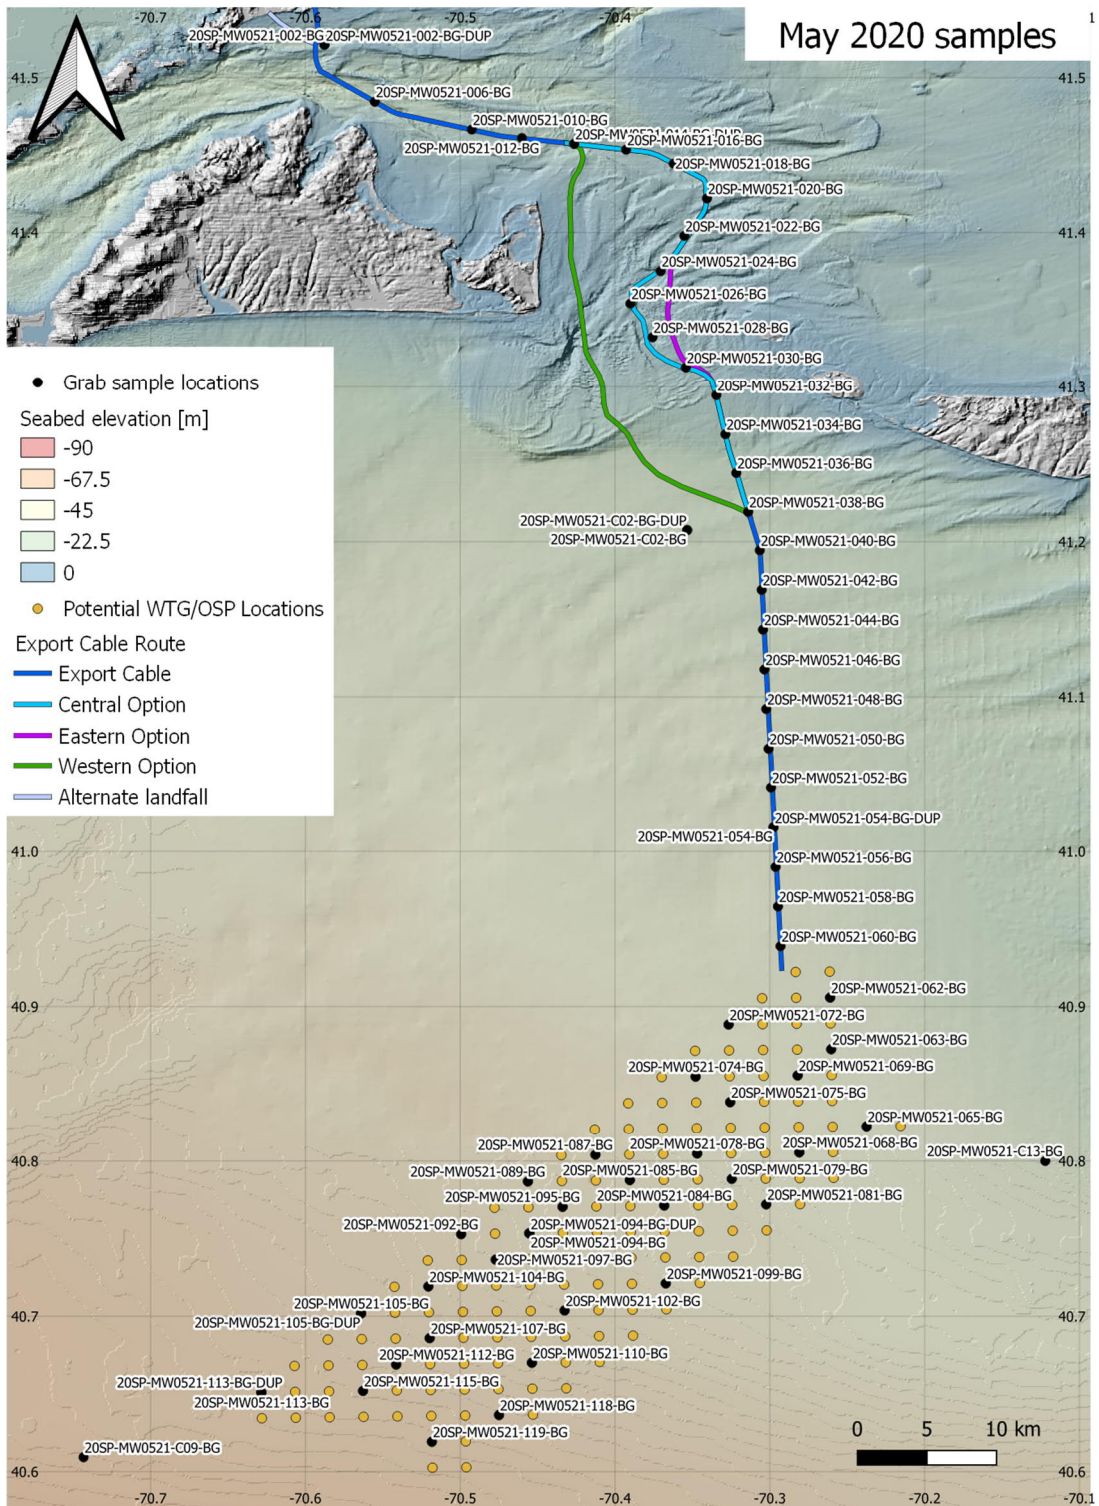 May 2020 samples
-70.7 -70.6 -70.5 -70.4 1
20SP-MW0521-002-BG 20SP-MW0521-002-BG-DUP
41.5 41.5
20SP-MW0521-006-BG
20SP-MW0521-010-BG
20SP-MW0521-016-BG
20SP-MW0521-012-BG
20SP-MW0521-018-BG
20SP-MW0521-020-BG
20SP-MW0521-022-BG
41.4 41.4
20SP-MW0521-024-BG
20SP-MW0521-026-BG
20SP-MW0521-028-BG
20SP-MW0521-030-BG
20SP-MW0521-032-BG
41.3
20SP-MW0521-034-BG
20SP-MW0521-036-BG
20SP-MW0521-038-BG
20SP-MW0521-C02-BG-DUP
20SP-MW0521-C02-BG
20SP-MW0521-040-BG
41.2
20SP-MW0521-042-BG
20SP-MW0521-044-BG
20SP-MW0521-046-BG
20SP-MW0521-048-BG
41.1
20SP-MW0521-050-BG
20SP-MW0521-052-BG
20SP-MW0521-054-BG-DUP
20SP-MW0521-054-BG
41.0 41.0
20SP-MW0521-056-BG
20SP-MW0521-058-BG
20SP-MW0521-060-BG
Grab sample locations
Seabed elevation [m]
-90
-67.5
-45
-22.5
0
Potential WTG/OSP Locations
Export Cable Route
Export Cable
Central Option
Eastern Option
Western Option
Alternate landfall
20SP-MW0521-062-BG
40.9 40.9
20SP-MW0521-072-BG
20SP-MW0521-063-BG
20SP-MW0521-074-BG 20SP-MW0521-069-BG
20SP-MW0521-075-BG
20SP-MW0521-065-BG
20SP-MW0521-087-BG 20SP-MW0521-078-BG 20SP-MW0521-068-BG
20SP-MW0521-C13-BG
40.8 40.8
20SP-MW0521-089-BG 20SP-MW0521-085-BG 20SP-MW0521-079-BG
20SP-MW0521-095-BG 20SP-MW0521-084-BG 20SP-MW0521-081-BG
20SP-MW0521-092-BG 20SP-MW0521-094-BG-DUP
20SP-MW0521-094-BG
20SP-MW0521-097-BG
20SP-MW0521-104-BG 20SP-MW0521-099-BG
20SP-MW0521-105-BG 20SP-MW0521-102-BG
40.7 40.7
20SP-MW0521-105-BG-DUP
20SP-MW0521-107-BG
20SP-MW0521-112-BG 20SP-MW0521-110-BG
20SP-MW0521-113-BG-DUP 20SP-MW0521-115-BG
20SP-MW0521-113-BG
20SP-MW0521-118-BG
20SP-MW0521-119-BG
20SP-MW0521-C09-BG
0 5 10 km
40.6 40.6
-70.7 -70.6 -70.5 -70.4 -70.3 -70.2 -70.1